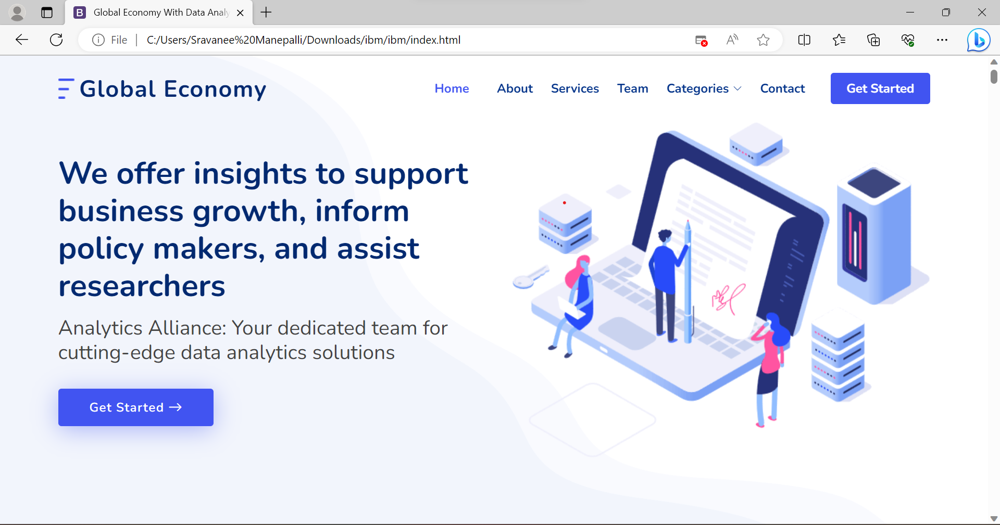 Global Economy With Data Analy
File
C:/Users/Sravanee%20Manepalli/Downloads/ibm/ibm/index.html
Global Economy
Home
About
Services
Team
Categories
Contact
Get Started
We offer insights to support
business growth, inform
policy makers, and assist
researchers
Analytics Alliance: Your dedicated team for
cutting-edge data analytics solutions
Get Started →